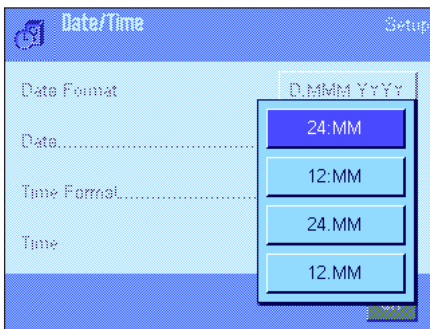 Date/Time
Setup
Date Format
D.MMM YYYY
Date
Time Format
Time
24:MM
12:MM
24.MM
12.MM